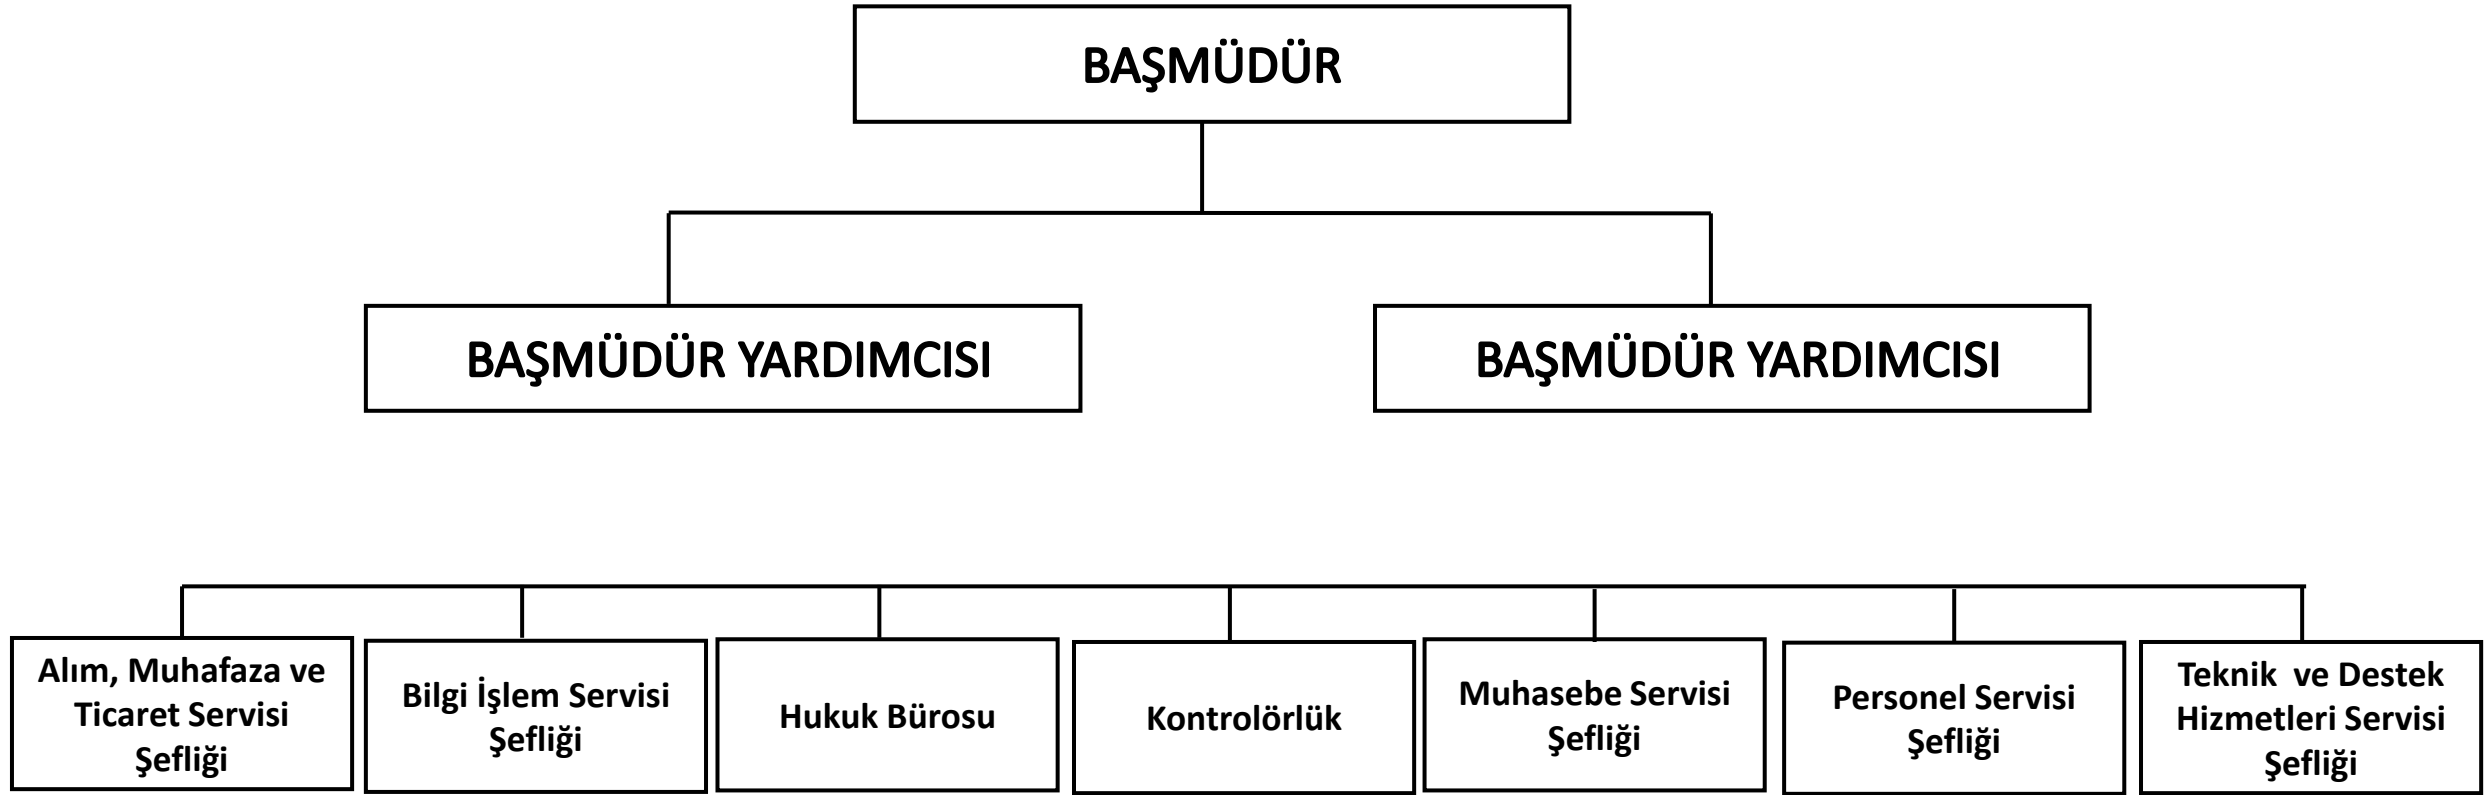 BAŞMÜDÜR
BAŞMÜDÜR YARDIMCISI
BAŞMÜDÜR YARDIMCISI
Alım, Muhafaza ve
Ticaret Servisi
Şefliği
Bilgi İşlem Servisi
Şefliği
Hukuk Bürosu
Kontrolörlük
Muhasebe Servisi
Şefliği
Personel Servisi
Şefliği
Teknik ve Destek
Hizmetleri Servisi
Şefliği